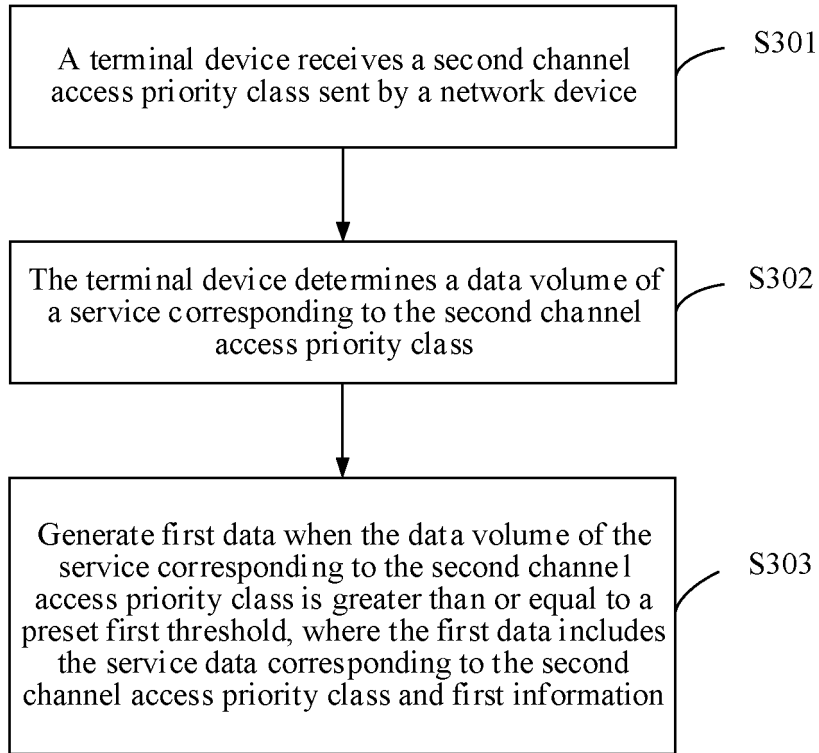 A terminal device receives a second channel
access priority class sent by a network device
S301
The terminal device determines a data volume of
a service corresponding to the second channel
access priority class
S302
Generate first data when the data volume of the
service corresponding to the second channel
access priority class is greater than or equal to a
preset first threshold, where the first data includes
the service data corresponding to the second
channel access priority class and first information
S303